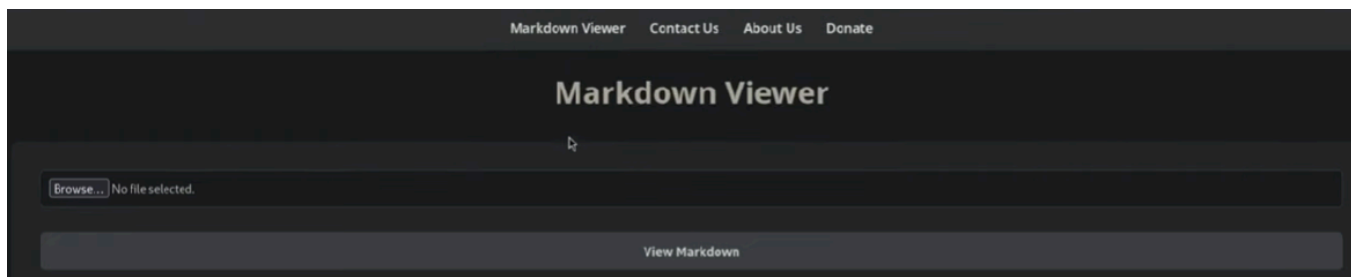 Markdown Viewer Contact Us About Us Donate
Markdown Viewer
Browse... No file selected.
View Markdown